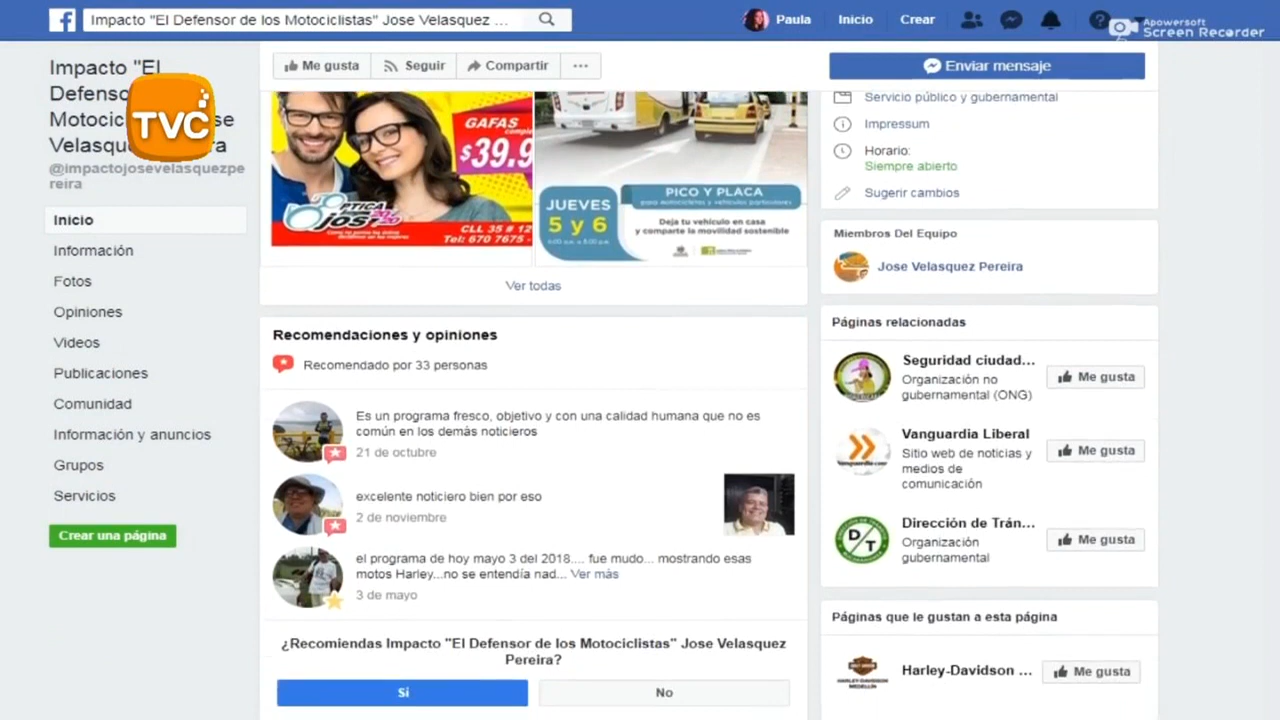 Impacto "El Defensor de los Motociclistas" Jose Velasquez ...
Paula
Inicio
Crear
Apowersoft
Screen Recorder
Impacto "El
Motocic
Velasqu
TVC
@impactojosevelasquezpe
reira
Inicio
Información
Fotos
Opiniones
Videos
Publicaciones
Comunidad
Información y anuncios
Grupos
Servicios
Crear una página
Me gusta
Seguir
Compartir
...
GAFAS
$39.9
CLL 35 # 12
Tel: 670 7675 -
PICO Y PLACA
para motocicletas y vehículos particulares
JUEVES
5 y 6
Deja tu vehículo en casa
y comparte la movilidad sostenible
Ver todas
Recomendaciones y opiniones
Recomendado por 33 personas
Es un programa fresco, objetivo y con una calidad humana que no es
común en los demás noticieros
21 de octubre
excelente noticiero bien por eso
2 de noviembre
el programa de hoy mayo 3 del 2018.... fue mudo... mostrando esas
motos Harley...no se entendía nad... Ver más
3 de mayo
¿Recomiendas Impacto "El Defensor de los Motociclistas" Jose Velasquez
Pereira?
Sí
No
Enviar mensaje
Servicio público y gubernamental
Impressum
Horario:
Siempre abierto
Sugerir cambios
Miembros Del Equipo
Jose Velasquez Pereira
Páginas relacionadas
Seguridad ciudad...
Organización no
gubernamental (ONG)
Me gusta
Vanguardia Liberal
Sitio web de noticias y
medios de
comunicación
Me gusta
Dirección de Trán...
Organización
gubernamental
Me gusta
D/T
Páginas que le gustan a esta página
Harley-Davidson ...
Me gusta